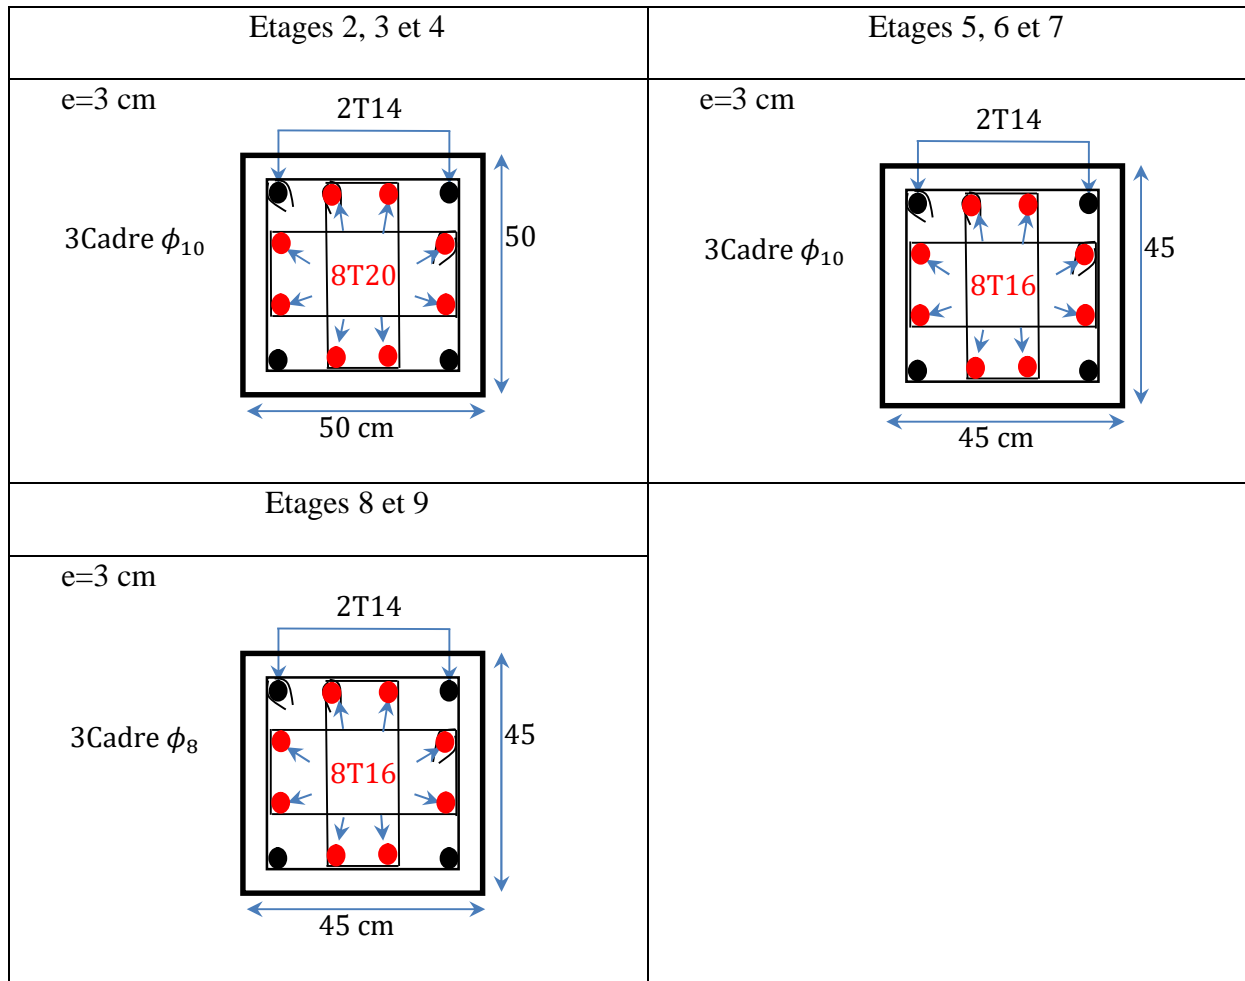 Etages 2, 3 et 4
e=3 cm
2T14
3Cadre ϕ10
8T20
50
50 cm
Etages 5, 6 et 7
e=3 cm
2T14
3Cadre ϕ10
8T16
45
45 cm
Etages 8 et 9
e=3 cm
2T14
3Cadre ϕ8
8T16
45
45 cm